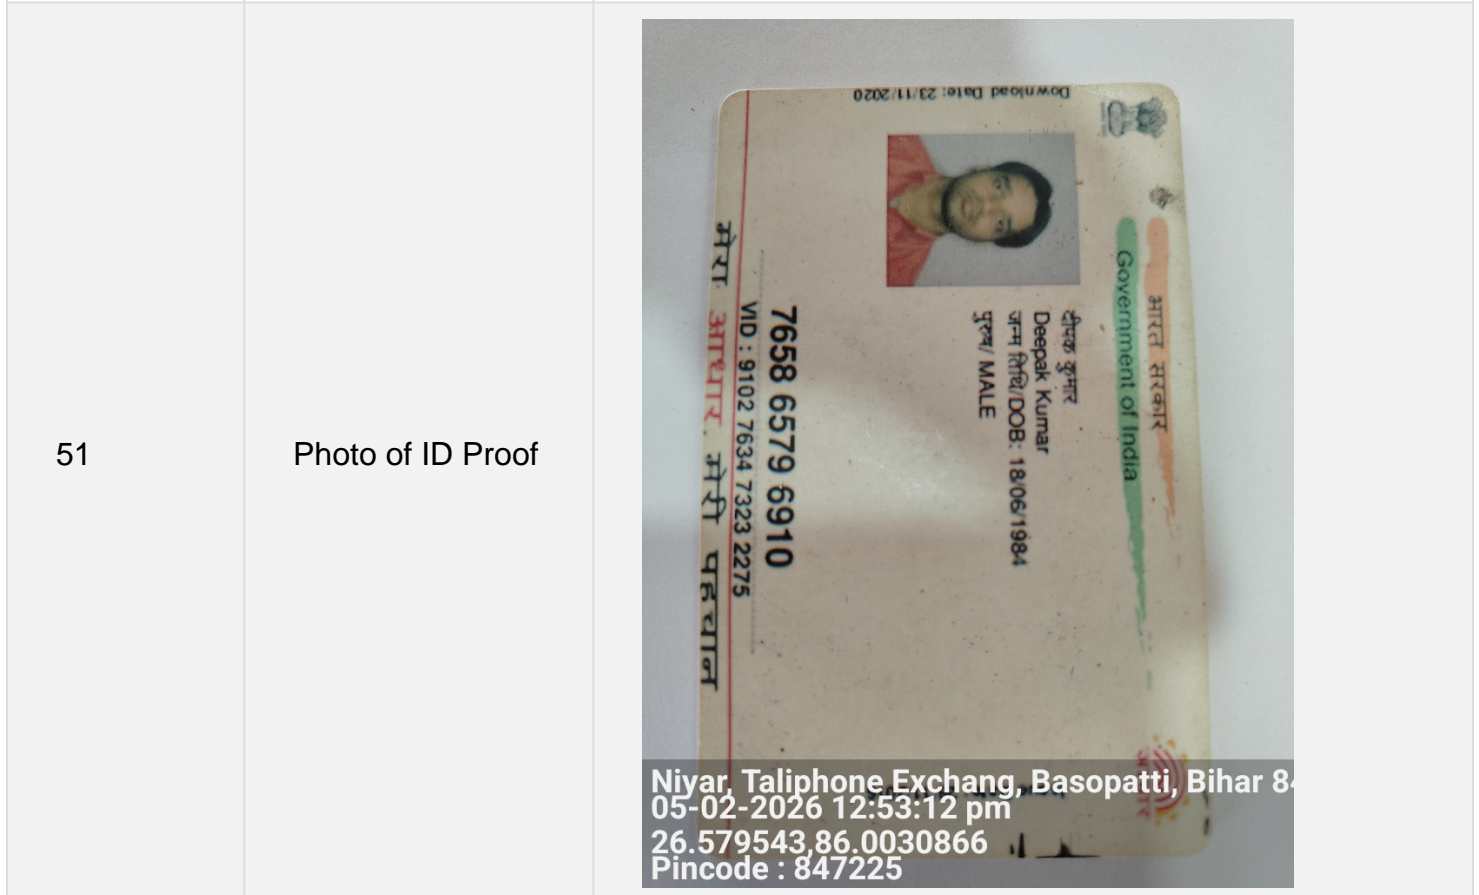 51
Photo of ID Proof
Download Date: 23/11/2020
भारत सरकार
Government of India
दीपक कुमार
Deepak Kumar
जन्म तिथि/DOB: 18/06/1984
पुरुष/ MALE
7658 6579 6910
VID : 9102 7634 7323 2275
मेरा आधार, मेरी पहचान
Niyar, Taliphone Exchang, Basopatti, Bihar 84
05-02-2026 12:53:12 pm
26.579543,86.0030866
Pincode : 847225